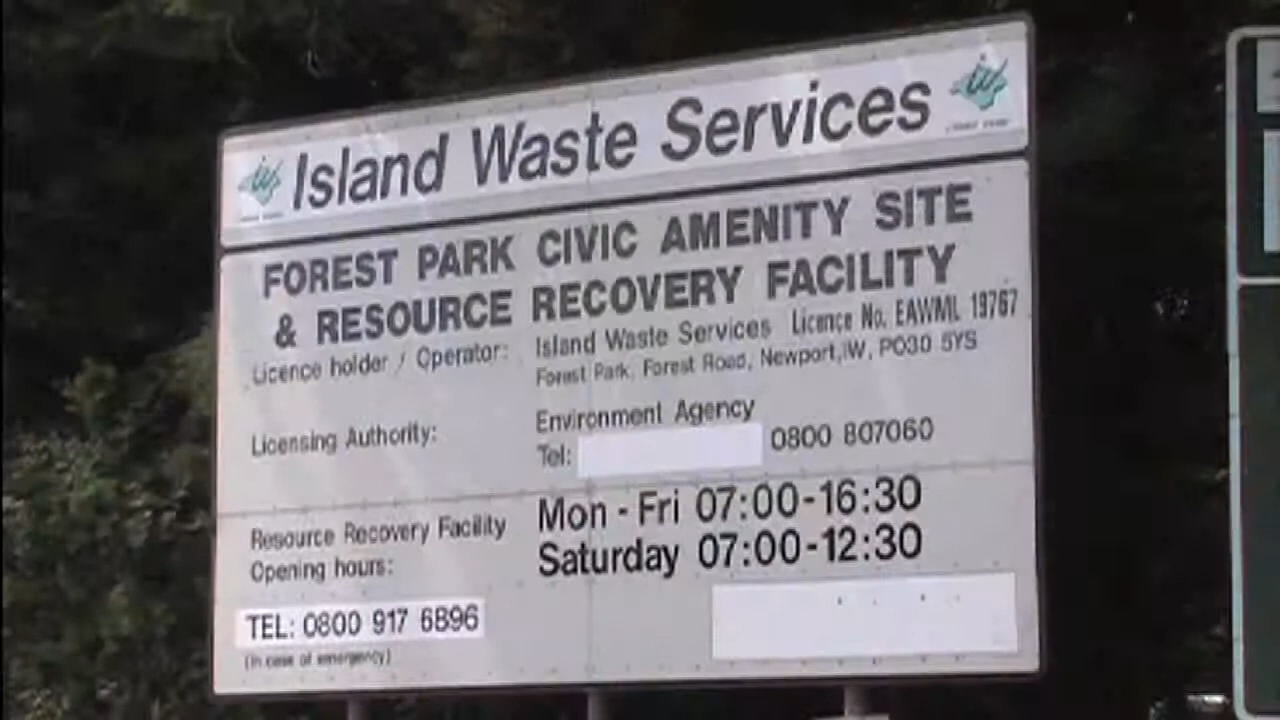 iw Island Waste Services iw
FOREST PARK CIVIC AMENITY SITE
& RESOURCE RECOVERY FACILITY
Licence holder / Operator: Island Waste Services Licence No. EAWML 19767
Forest Park, Forest Road, Newport, IW, PO30 5YS
Licensing Authority: Environment Agency
Tel: 0800 807060
Resource Recovery Facility Mon - Fri 07:00-16:30
Opening hours: Saturday 07:00-12:30
TEL: 0800 917 6896
(in case of emergency)